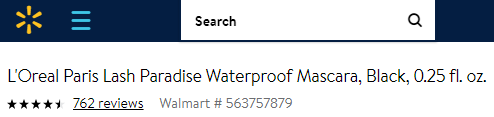 Search
L'Oreal Paris Lash Paradise Waterproof Mascara, Black, 0.25 fl. oz.
762 reviews Walmart # 563757879